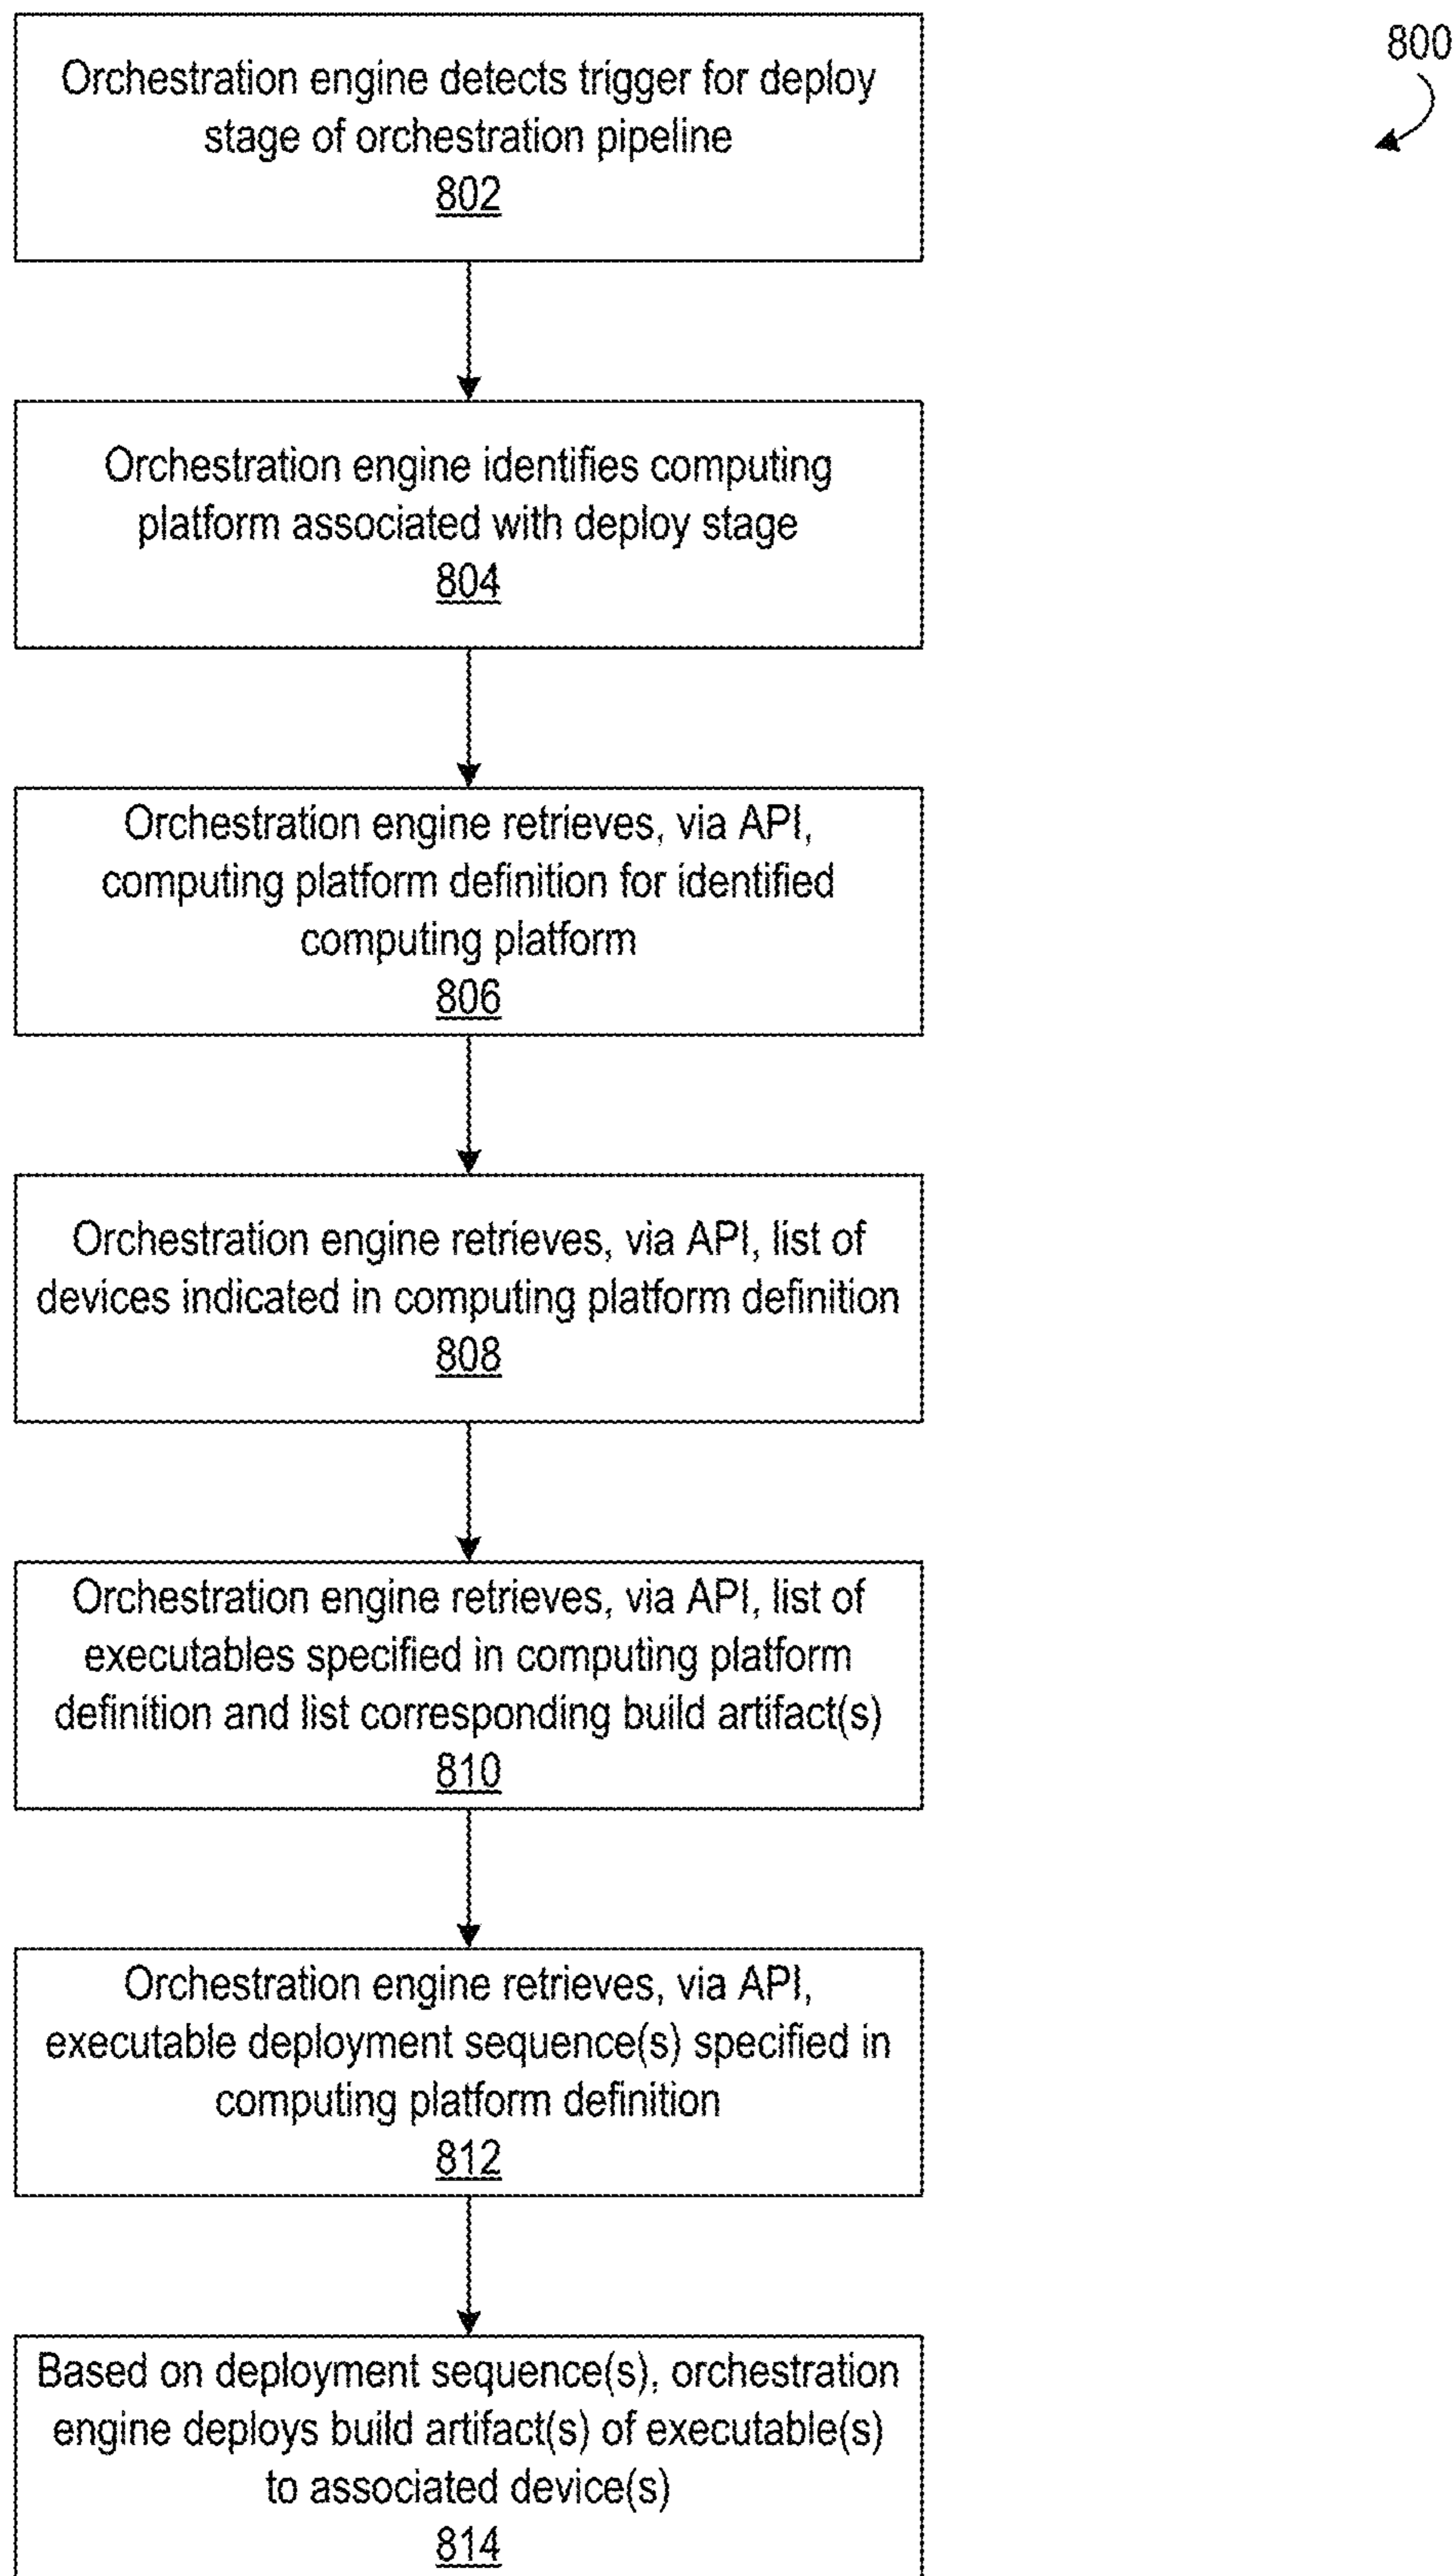 800
Orchestration engine detects trigger for deploy
stage of orchestration pipeline
802
Orchestration engine identifies computing
platform associated with deploy stage
804
Orchestration engine retrieves, via API,
computing platform definition for identified
computing platform
806
Orchestration engine retrieves, via API, list of
devices indicated in computing platform definition
808
Orchestration engine retrieves, via API, list of
executables specified in computing platform
definition and list corresponding build artifact(s)
810
Orchestration engine retrieves, via API,
executable deployment sequence(s) specified in
computing platform definition
812
Based on deployment sequence(s), orchestration
engine deploys build artifact(s) of executable(s)
to associated device(s)
814